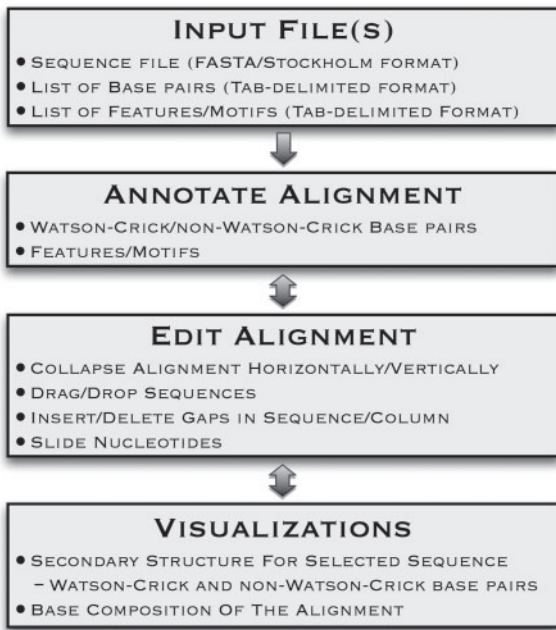 INPUT FILE(S)
• SEQUENCE FILE (FASTA/STOCKHOLM FORMAT)
• LIST OF BASE PAIRS (TAB-DELIMITED FORMAT)
• LIST OF FEATURES/MOTIFS (TAB-DELIMITED FORMAT)
ANNOTATE ALIGNMENT
• WATSON-CRICK/NON-WATSON-CRICK BASE PAIRS
• FEATURES/MOTIFS
EDIT ALIGNMENT
• COLLAPSE ALIGNMENT HORIZONTALLY/VERTICALLY
• DRAG/DROP SEQUENCES
• INSERT/DELETE GAPS IN SEQUENCE/COLUMN
• SLIDE NUCLEOTIDES
VISUALIZATIONS
• SECONDARY STRUCTURE FOR SELECTED SEQUENCE
– WATSON-CRICK AND NON-WATSON-CRICK BASE PAIRS
• BASE COMPOSITION OF THE ALIGNMENT